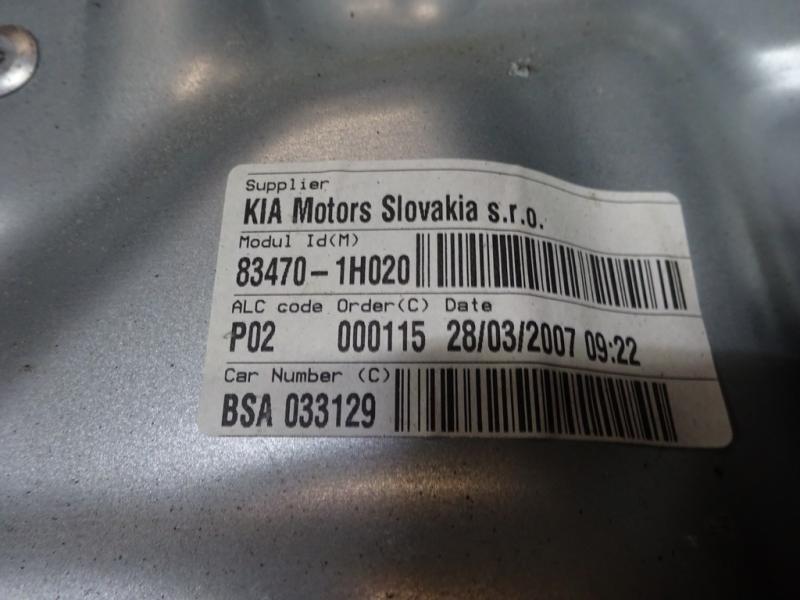 Supplier
KIA Motors Slovakia s.r.o.
Modul Id(M)
83470-1H020
ALC code Order(C) Date
P02 000115 28/03/2007 09:22
Car Number (C)
BSA 033129